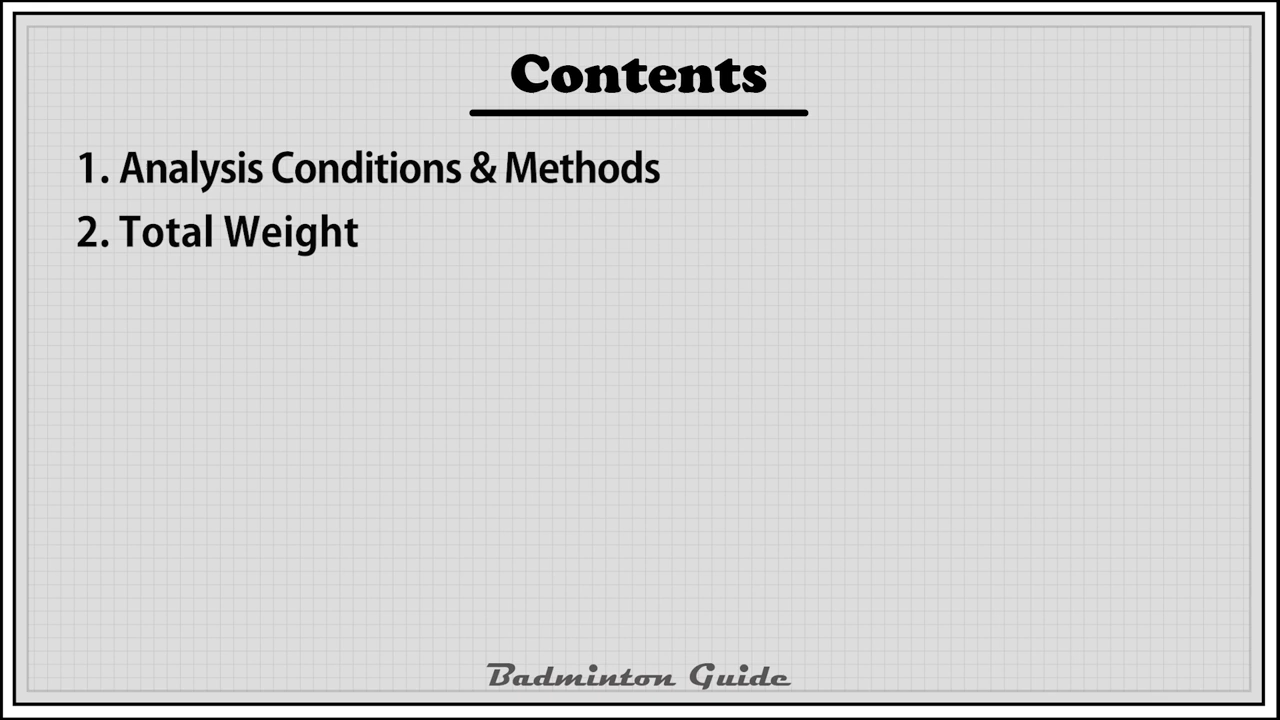 Contents
1. Analysis Conditions & Methods
2. Total Weight
Badminton Guide